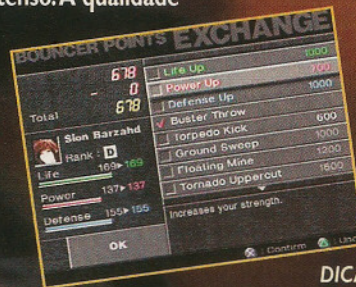 tenso. A qualidade
BOUNCER POINTS EXCHANGE
678
- 0
Total 678
Sion Barzahd
Rank : D
Life 169 169
Power 137 137
Defense 155 155
OK
Life Up 1000
Power Up 700
Defense Up 1000
Buster Throw
Torpedo Kick 600
Ground Sweep 1000
Floating Mine 1200
Tornado Uppercut 1600
Increases your strength.
: Confirm : Und
DICA